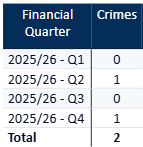 Financial Quarter Crimes
2025/26 - Q1 0
2025/26 - Q2 1
2025/26 - Q3 0
2025/26 - Q4 1
Total 2